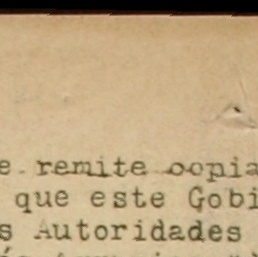 e remite copia
que este Gobi
s Autoridades